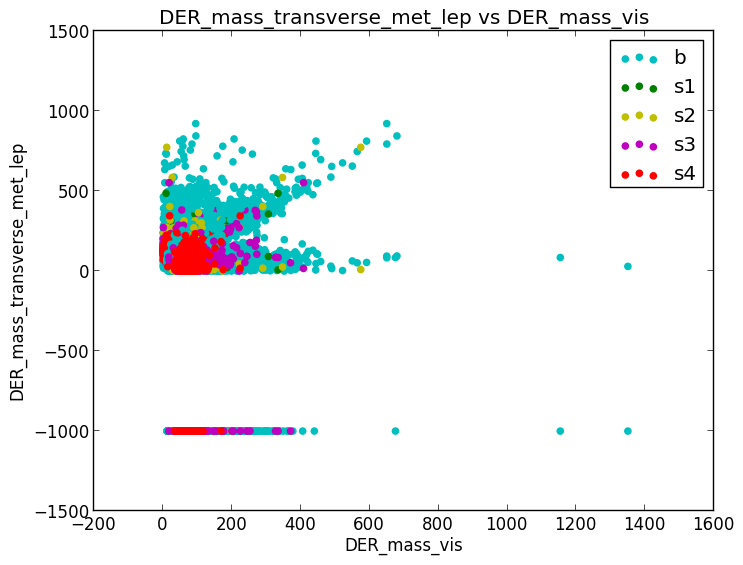 DER_mass_transverse_met_lep vs DER_mass_vis
1500
1000
500
0
−500
−1000
−1500
DER_mass_transverse_met_lep
b
s1
s2
s3
s4
−200 0 200 400 600 800 1000 1200 1400 1600
DER_mass_vis